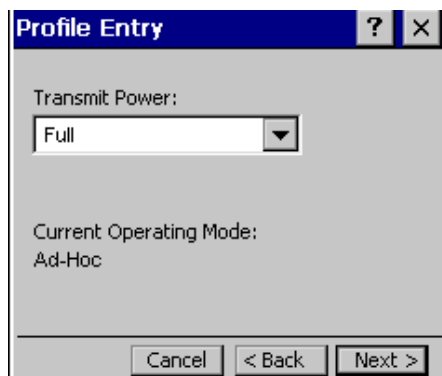 Profile Entry ? ×
Transmit Power:
Full
Current Operating Mode:
Ad-Hoc
Cancel < Back Next >